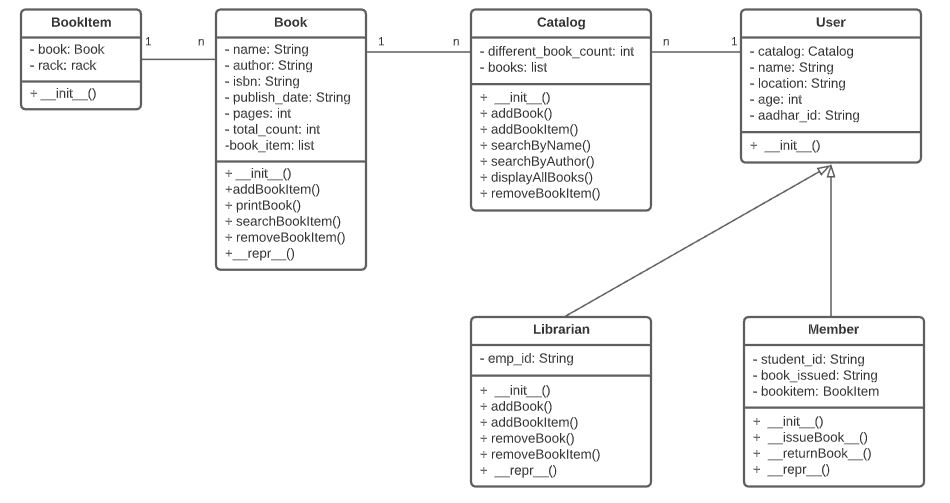 BookItem
- book: Book
- rack: rack
+ __init__()
1
n
Book
- name: String
- author: String
- isbn: String
- publish_date: String
- pages: int
- total_count: int
-book_item: list
+ __init__()
+addBookItem()
+ printBook()
+ searchBookItem()
+ removeBookItem()
+__repr__()
1
n
Catalog
- different_book_count: int
- books: list
+ __init__()
+ addBook()
+ addBookItem()
+ searchByName()
+ searchByAuthor()
+ displayAllBooks()
+ removeBookItem()
n
1
User
- catalog: Catalog
- name: String
- location: String
- age: int
- aadhar_id: String
+ __init__()
Librarian
- emp_id: String
+ __init__()
+ addBook()
+ addBookItem()
+ removeBook()
+ removeBookItem()
+ __repr__()
Member
- student_id: String
- book_issued: String
- bookitem: BookItem
+ __init__()
+ __issueBook__()
+ __returnBook__()
+ __repr__()